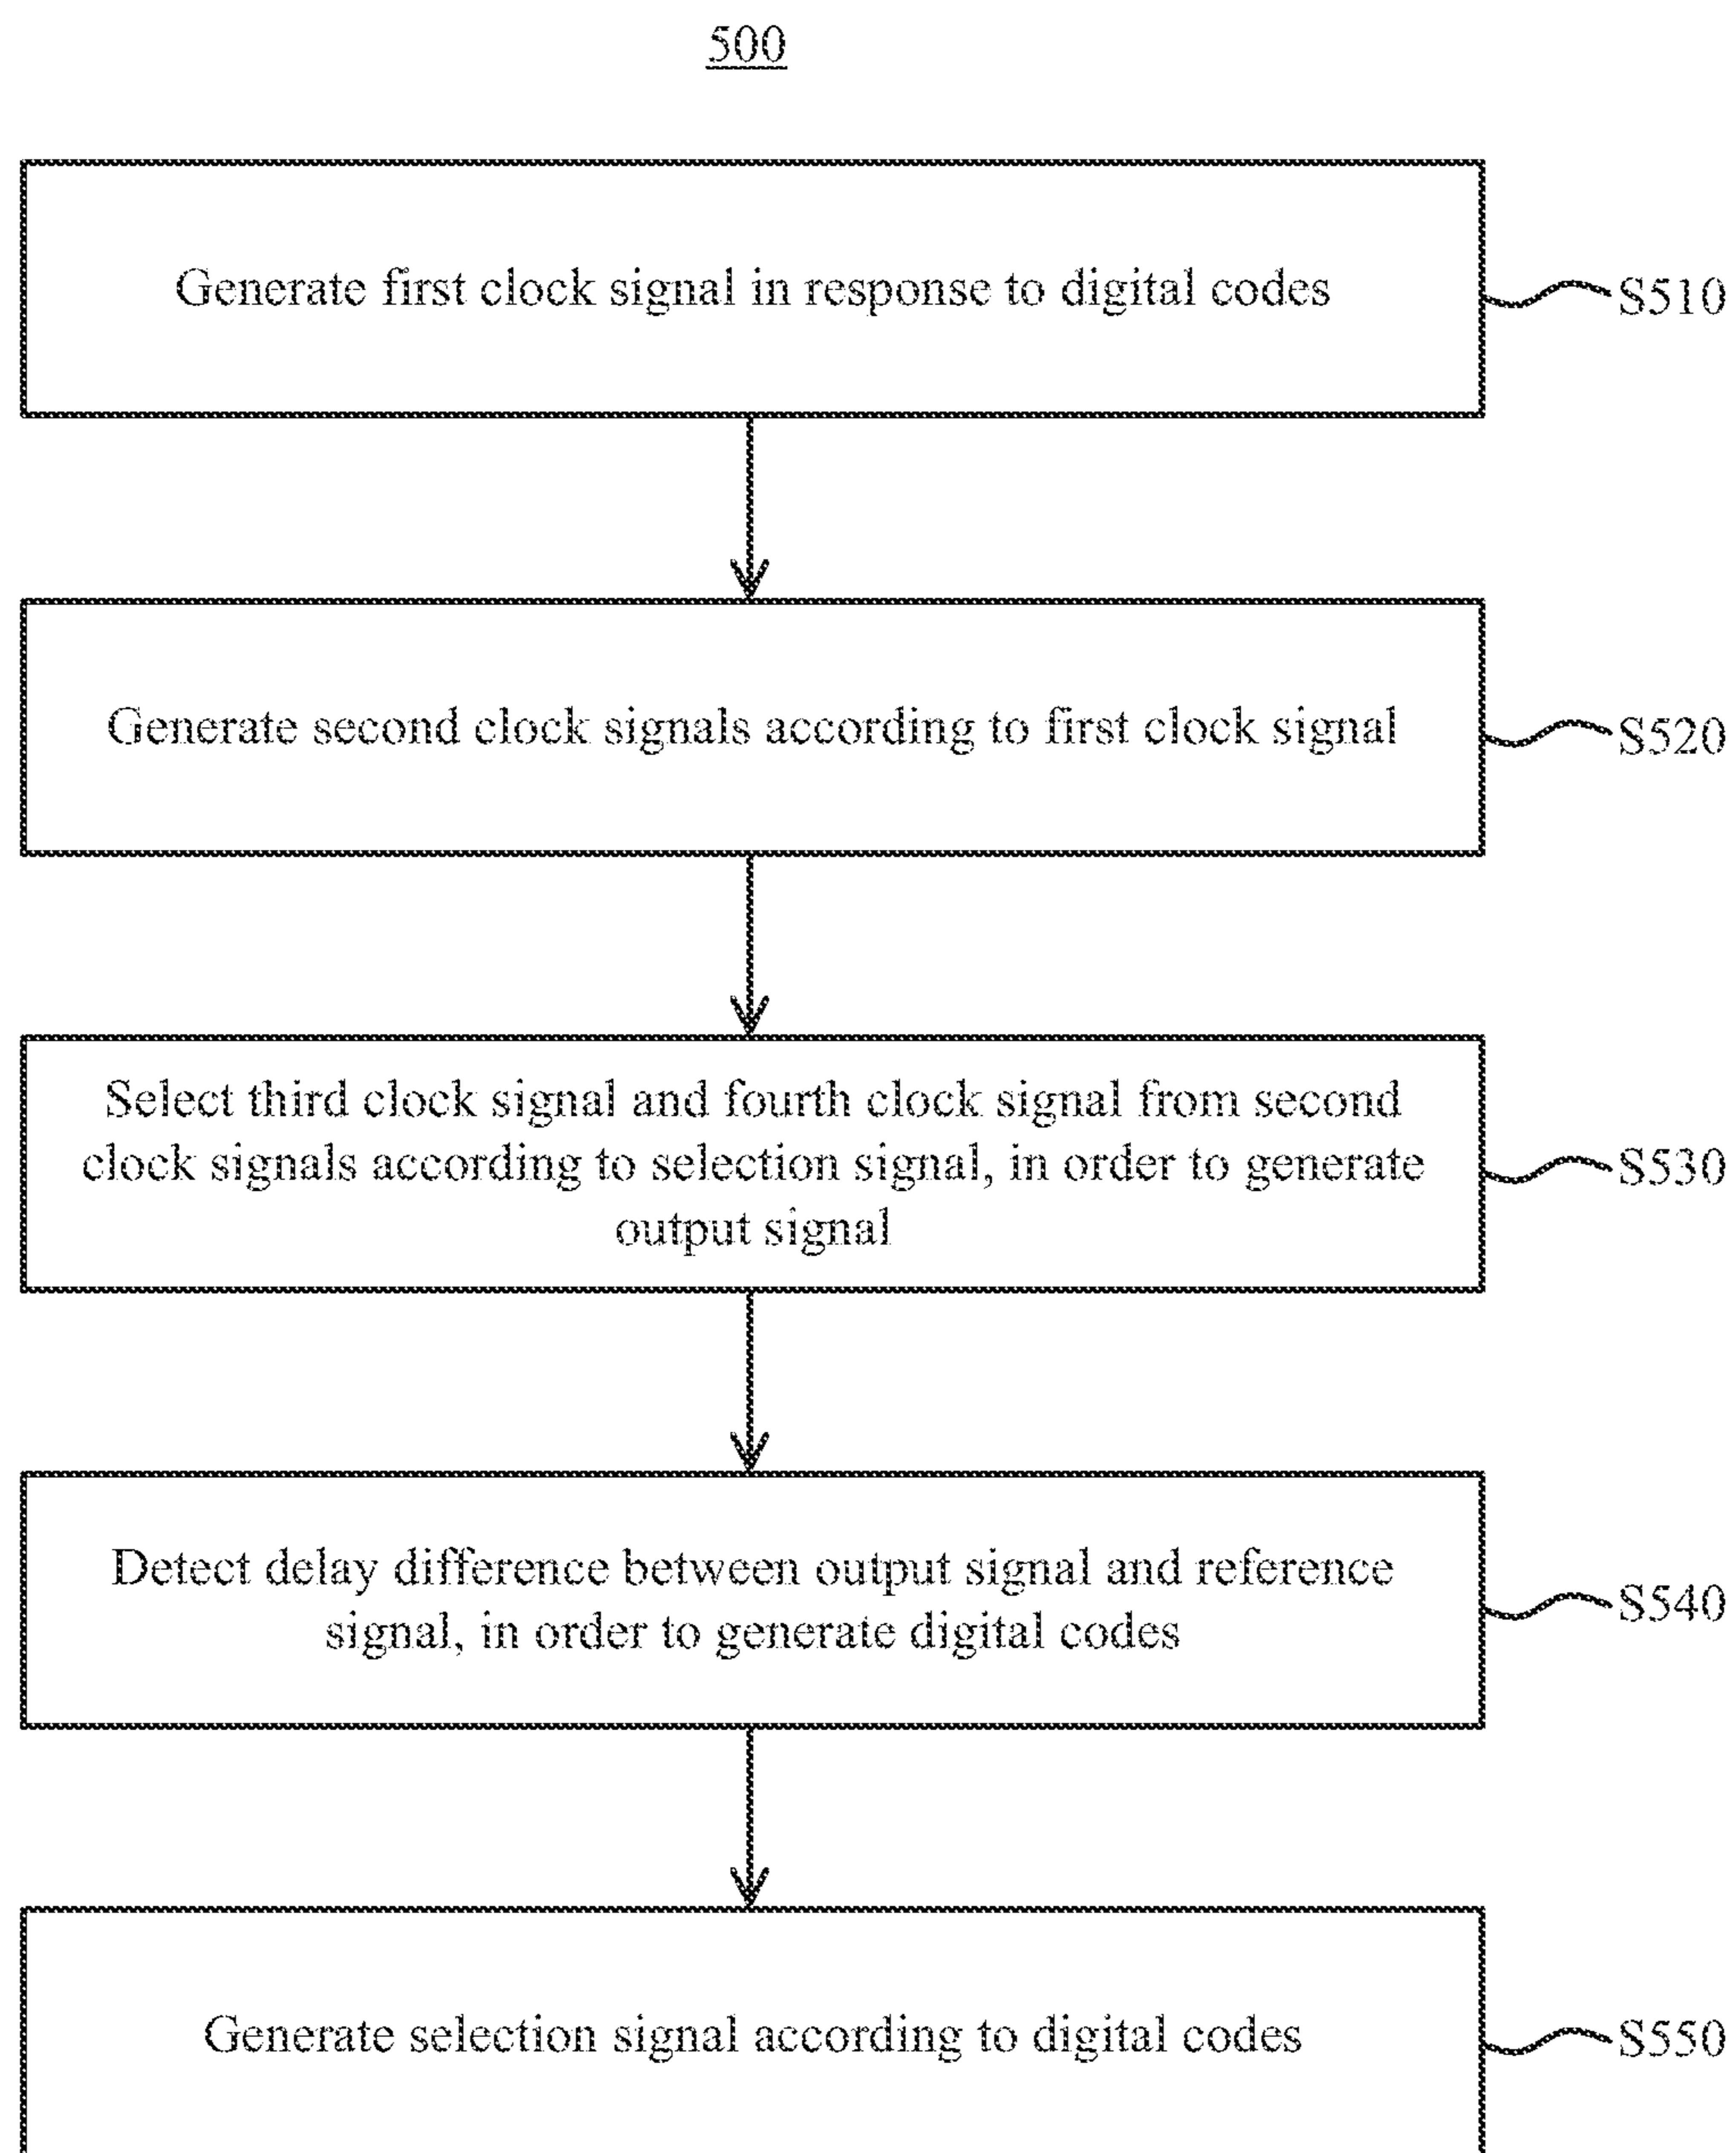 500
Generate first clock signal in response to digital codes
S510
Generate second clock signals according to first clock signal
S520
Select third clock signal and fourth clock signal from second
clock signals according to selection signal, in order to generate
output signal
S530
Detect delay difference between output signal and reference
signal, in order to generate digital codes
S540
Generate selection signal according to digital codes
S550